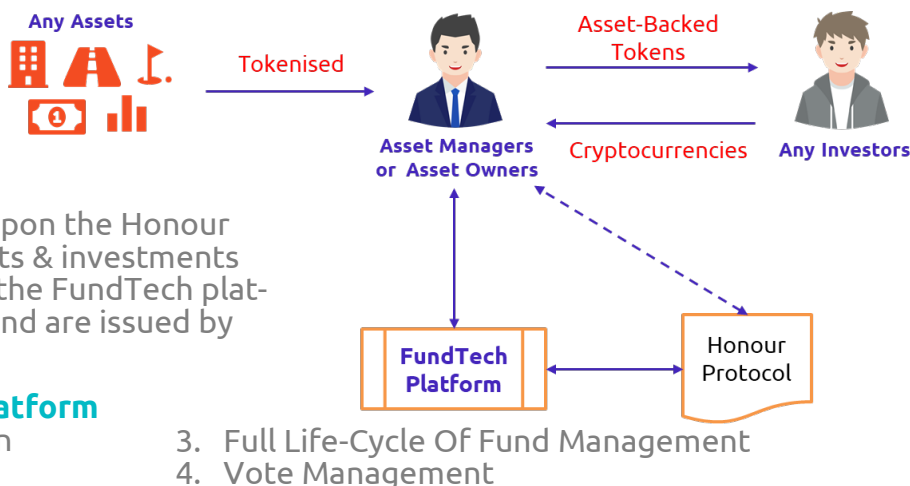 Any Assets
Tokenised
Asset-Backed
Tokens
Asset Managers
or Asset Owners
Cryptocurrencies
Any Investors
pon the Honour
ts & investments
the FundTech plat-
nd are issued by
FundTech
Platform
Honour
Protocol
atform
n
3. Full Life-Cycle Of Fund Management
4. Vote Management